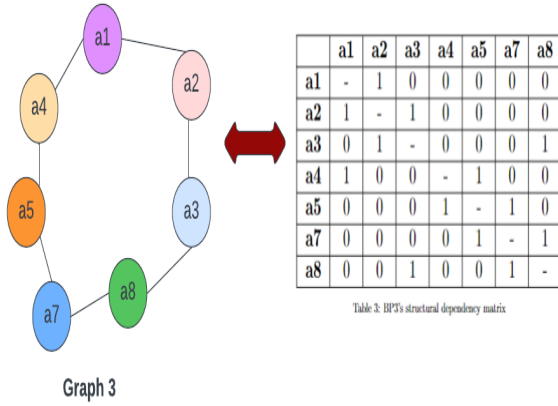 a1
a2
a4
a5
a3
a8
a7
Graph 3
a1 a2 a3 a4 a5 a7 a8
a1 - 1 0 0 0 0 0
a2 1 - 1 0 0 0 0
a3 0 1 - 0 0 0 1
a4 1 0 0 - 1 0 0
a5 0 0 0 1 - 1 0
a7 0 0 0 0 1 - 1
a8 0 0 1 0 0 1 -
Table 3: BP3's structural dependency matrix